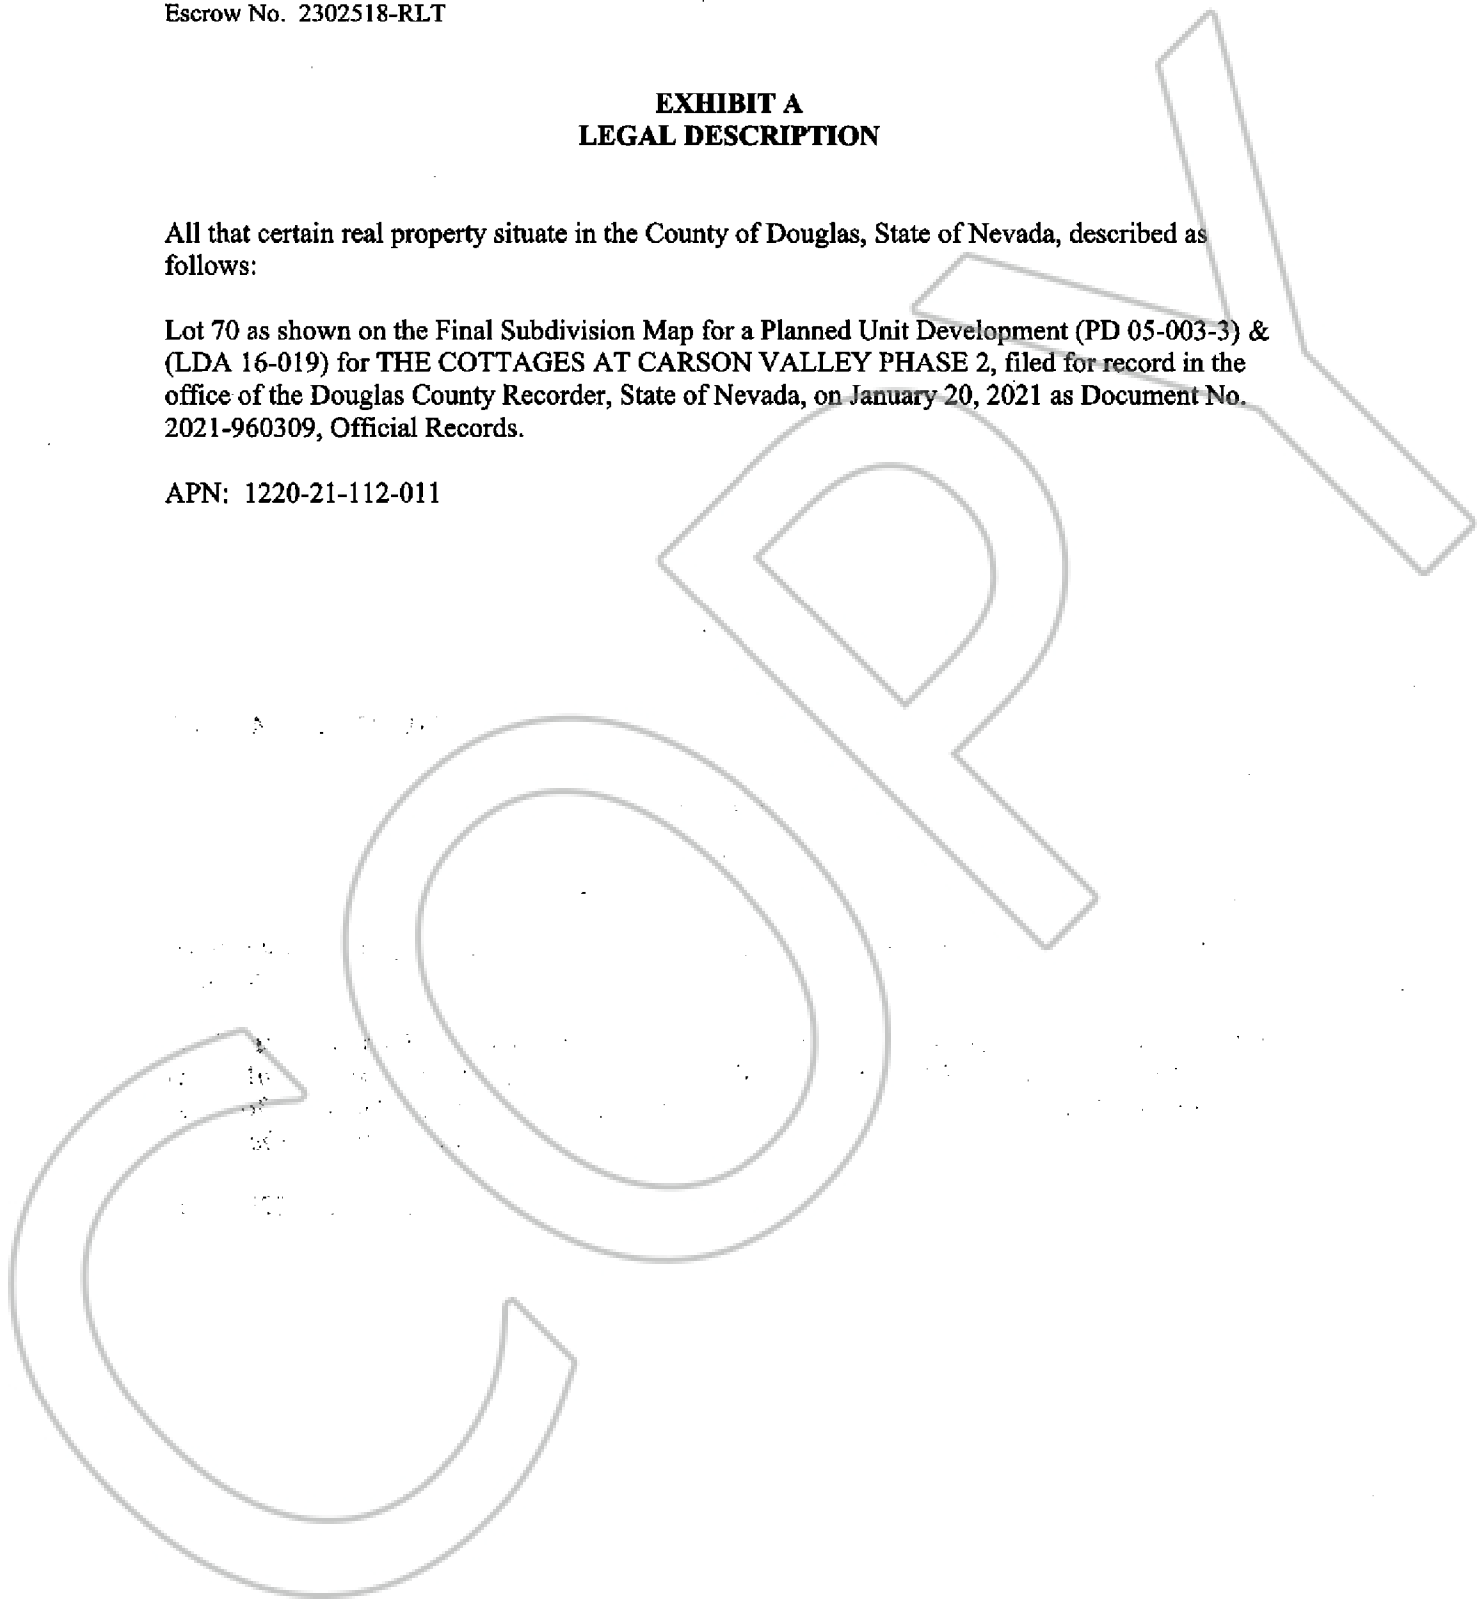 Escrow No. 2302518-RLT
EXHIBIT A
LEGAL DESCRIPTION
All that certain real property situate in the County of Douglas, State of Nevada, described as
follows:
Lot 70 as shown on the Final Subdivision Map for a Planned Unit Development (PD 05-003-3) &
(LDA 16-019) for THE COTTAGES AT CARSON VALLEY PHASE 2, filed for record in the
office of the Douglas County Recorder, State of Nevada, on January 20, 2021 as Document No.
2021-960309, Official Records.
APN: 1220-21-112-011
COPY